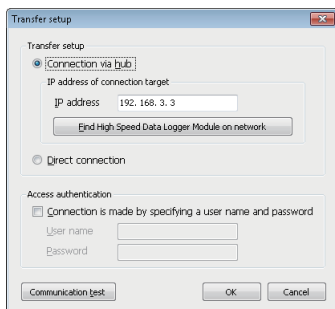 Transfer setup
Transfer setup
Connection via hub
IP address of connection target
IP address 192. 168. 3. 3
Find High Speed Data Logger Module on network
Direct connection
Access authentication
Connection is made by specifying a user name and password
User name
Password
Communication test OK Cancel